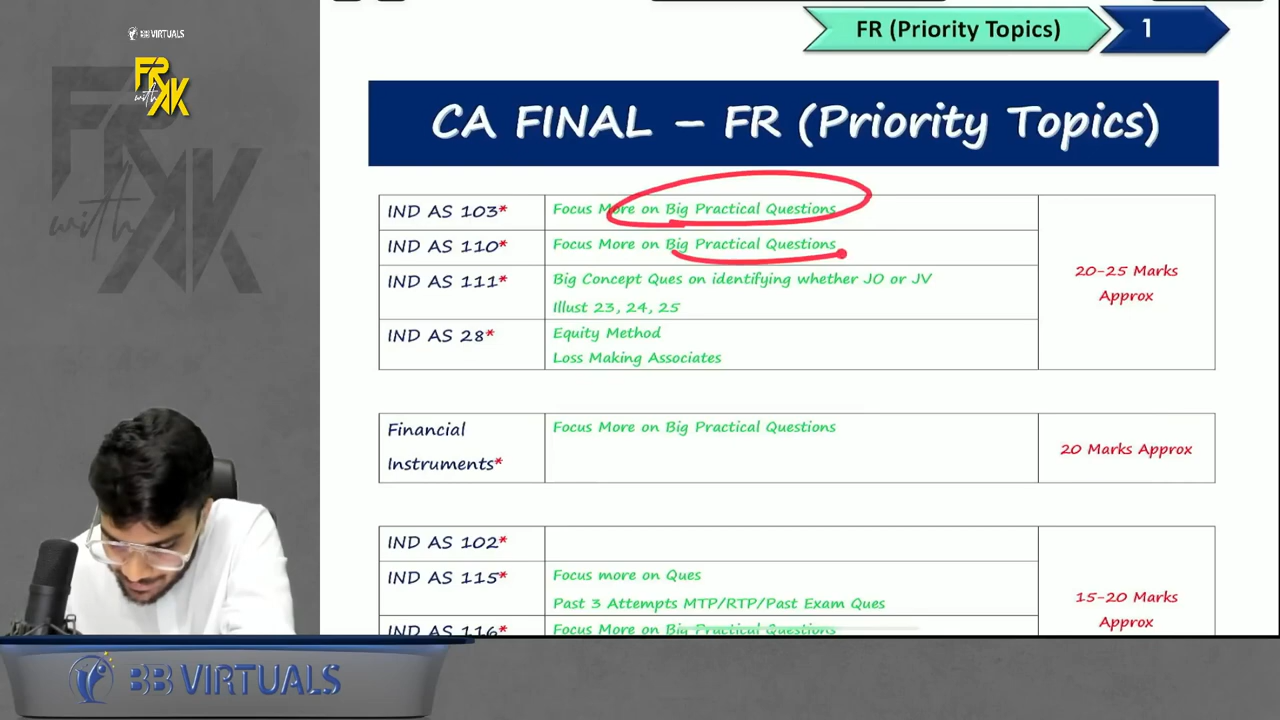 BB VIRTUALS
FR
with AK
FR
with AK
FR (Priority Topics)
1
CA FINAL – FR (Priority Topics)
IND AS 103*
Focus More on Big Practical Questions
IND AS 110*
Focus More on Big Practical Questions
IND AS 111*
Big Concept Ques on identifying whether JO or JV
Illust 23, 24, 25
IND AS 28*
Equity Method
Loss Making Associates
20-25 Marks
Approx
Financial
Instruments*
Focus More on Big Practical Questions
20 Marks Approx
IND AS 102*
IND AS 115*
Focus more on Ques
Past 3 Attempts MTP/RTP/Past Exam Ques
IND AS 116*
Focus More on Big Practical Questions
15-20 Marks
Approx
BB VIRTUALS